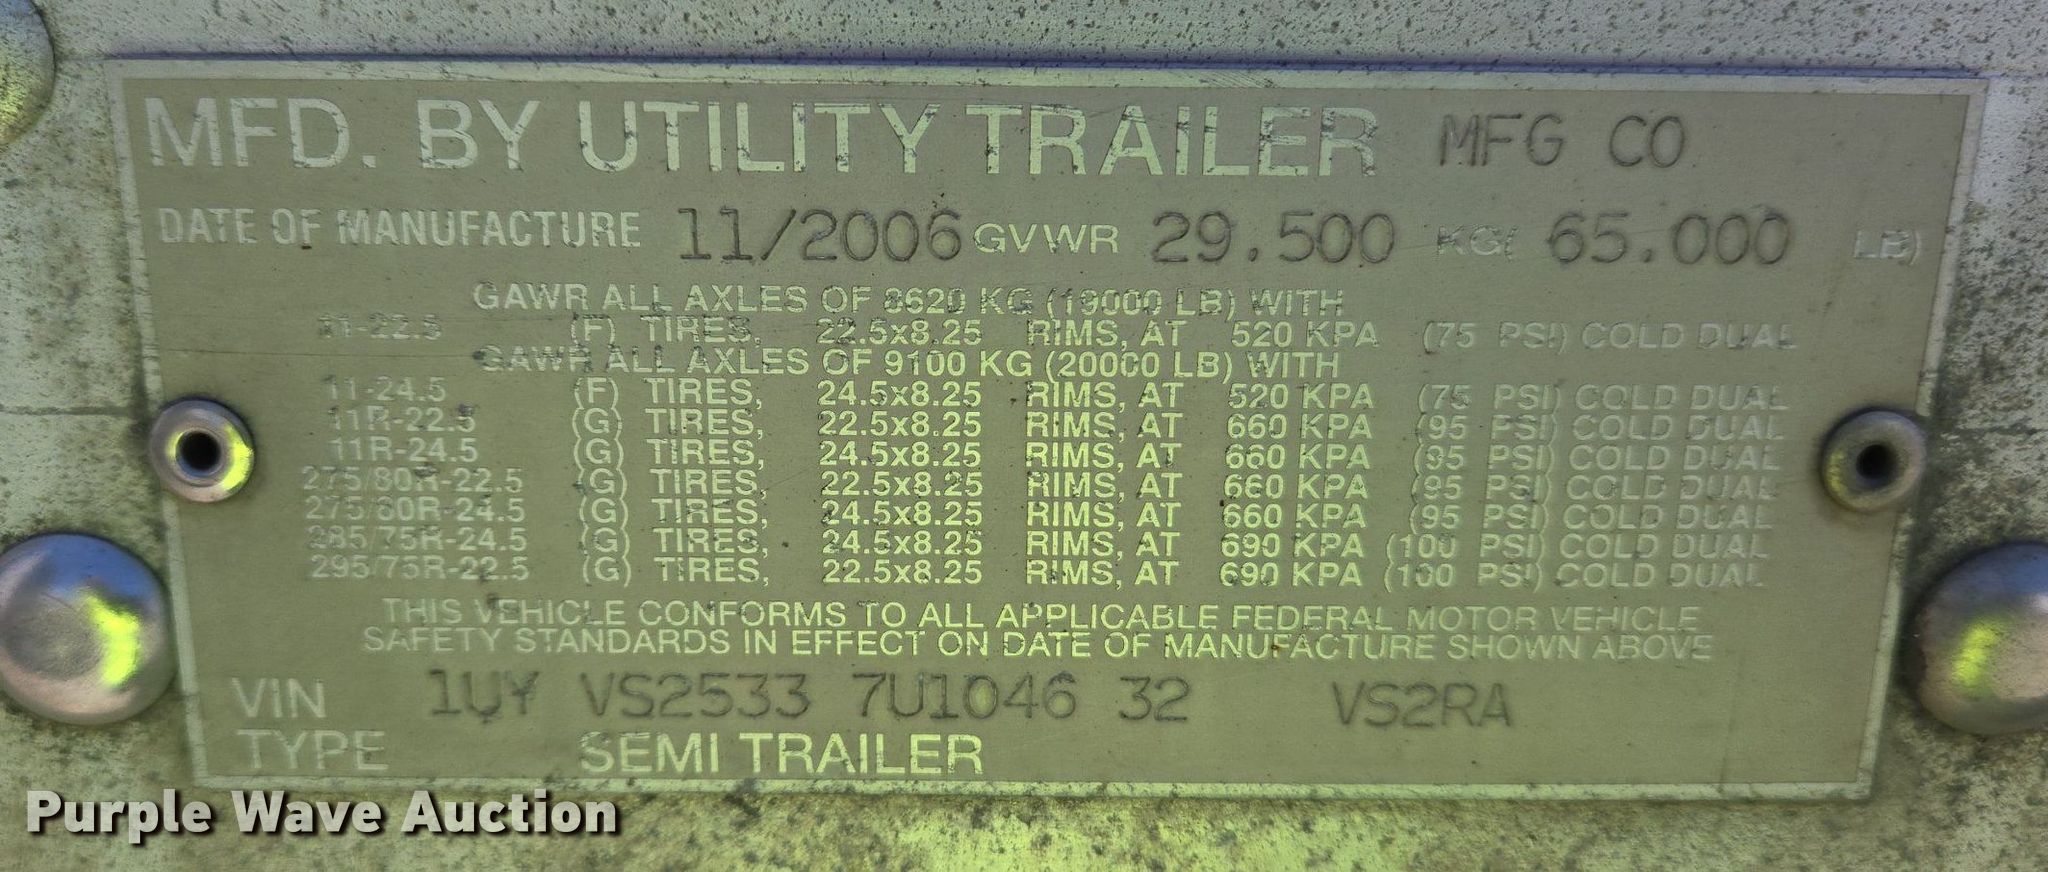 MFD. BY UTILITY TRAILER MFG CO
DATE OF MANUFACTURE 11/2006 GVWR 29.500 KG( 65.000 LB)
GAWR ALL AXLES OF 8620 KG (19000 LB) WITH
11-22.5 (F) TIRES, 22.5x8.25 RIMS, AT 520 KPA (75 PSI) COLD DUAL
GAWR ALL AXLES OF 9100 KG (20000 LB) WITH
11-24.5 (F) TIRES, 24.5x8.25 RIMS, AT 520 KPA (75 PSI) COLD DUAL
11R-22.5 (G) TIRES, 22.5x8.25 RIMS, AT 660 KPA (95 PSI) COLD DUAL
11R-24.5 (G) TIRES, 24.5x8.25 RIMS, AT 660 KPA (95 PSI) COLD DUAL
275/80R-22.5 (G) TIRES, 22.5x8.25 RIMS, AT 660 KPA (95 PSI) COLD DUAL
275/80R-24.5 (G) TIRES, 24.5x8.25 RIMS, AT 660 KPA (95 PSI) COLD DUAL
285/75R-24.5 (G) TIRES, 24.5x8.25 RIMS, AT 690 KPA (100 PSI) COLD DUAL
295/75R-22.5 (G) TIRES, 22.5x8.25 RIMS, AT 690 KPA (100 PSI) COLD DUAL
THIS VEHICLE CONFORMS TO ALL APPLICABLE FEDERAL MOTOR VEHICLE
SAFETY STANDARDS IN EFFECT ON DATE OF MANUFACTURE SHOWN ABOVE
VIN 1UY VS2533 7U1046 32 VS2RA
TYPE SEMI TRAILER
Purple Wave Auction